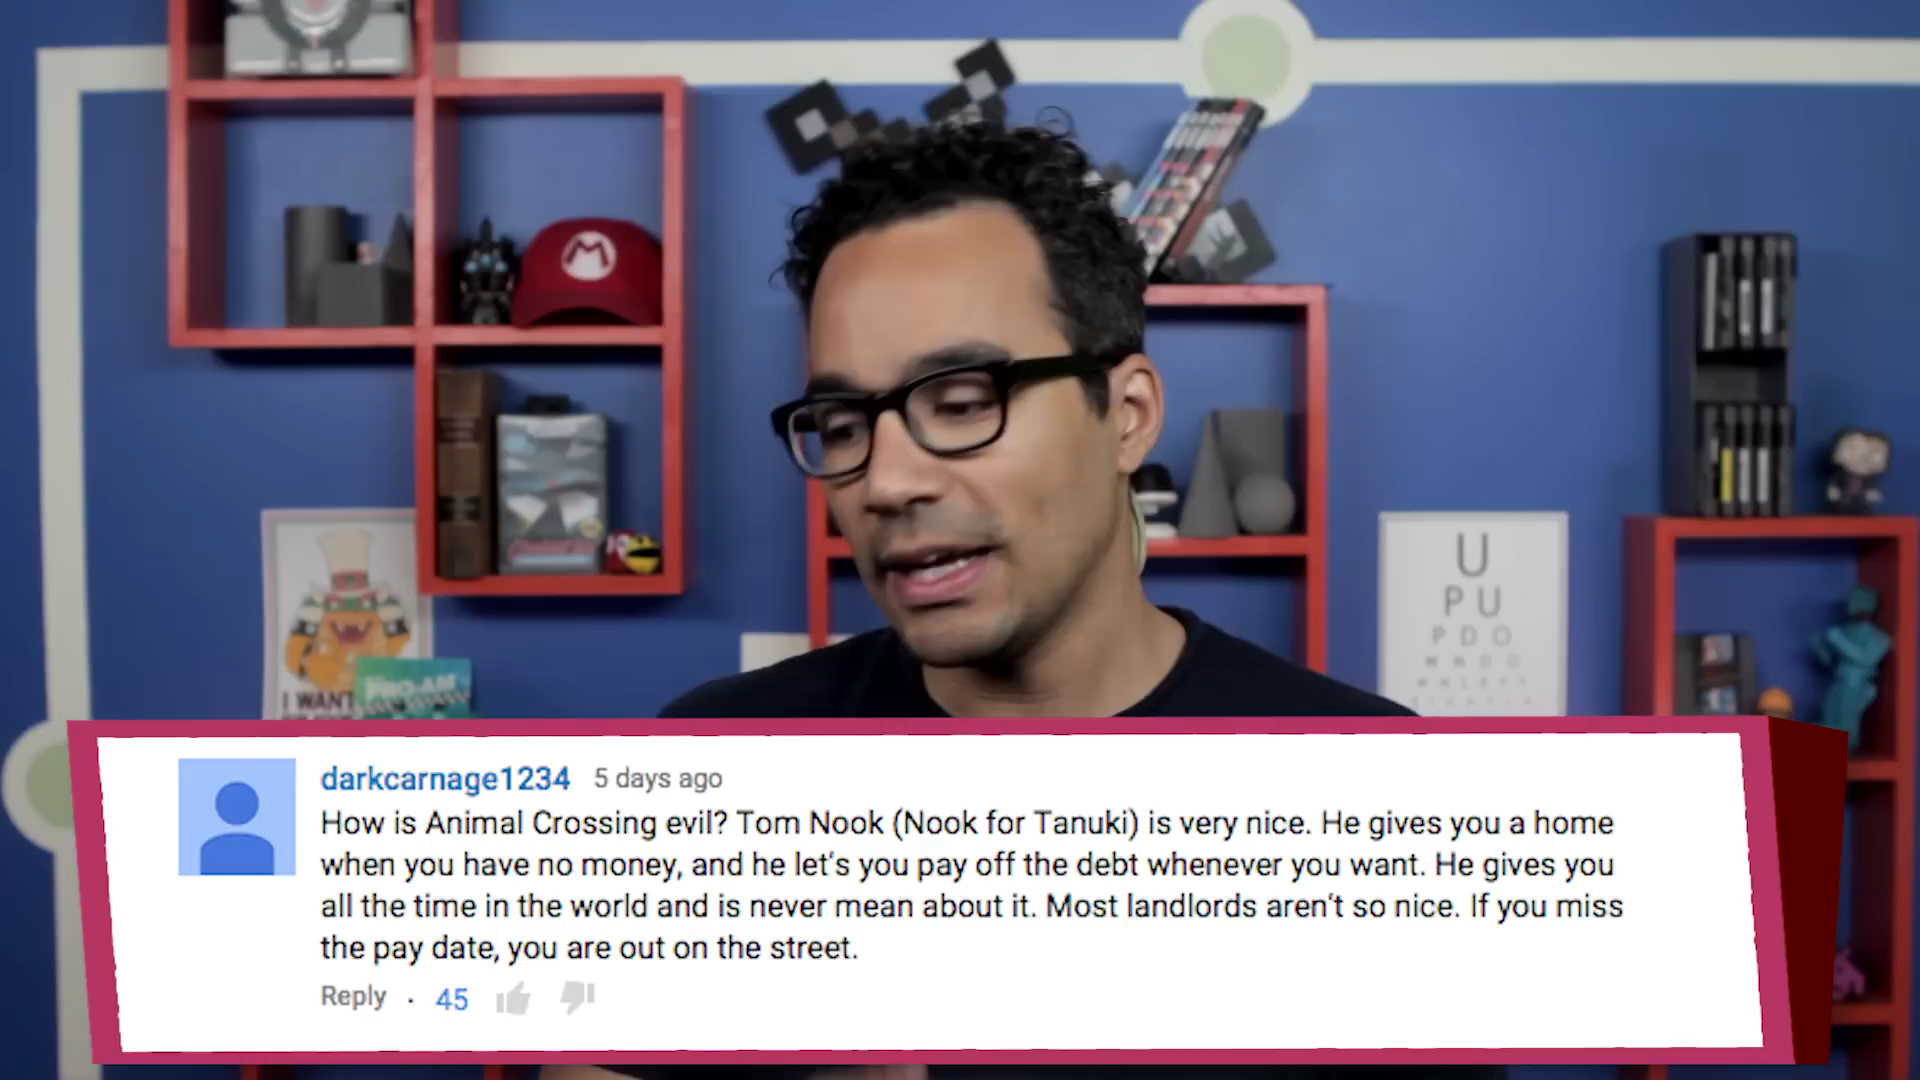 M
I WANT
PRO-AM
U
P U
P D O
darkcarnage1234 5 days ago
How is Animal Crossing evil? Tom Nook (Nook for Tanuki) is very nice. He gives you a home
when you have no money, and he let's you pay off the debt whenever you want. He gives you
all the time in the world and is never mean about it. Most landlords aren't so nice. If you miss
the pay date, you are out on the street.
Reply · 45